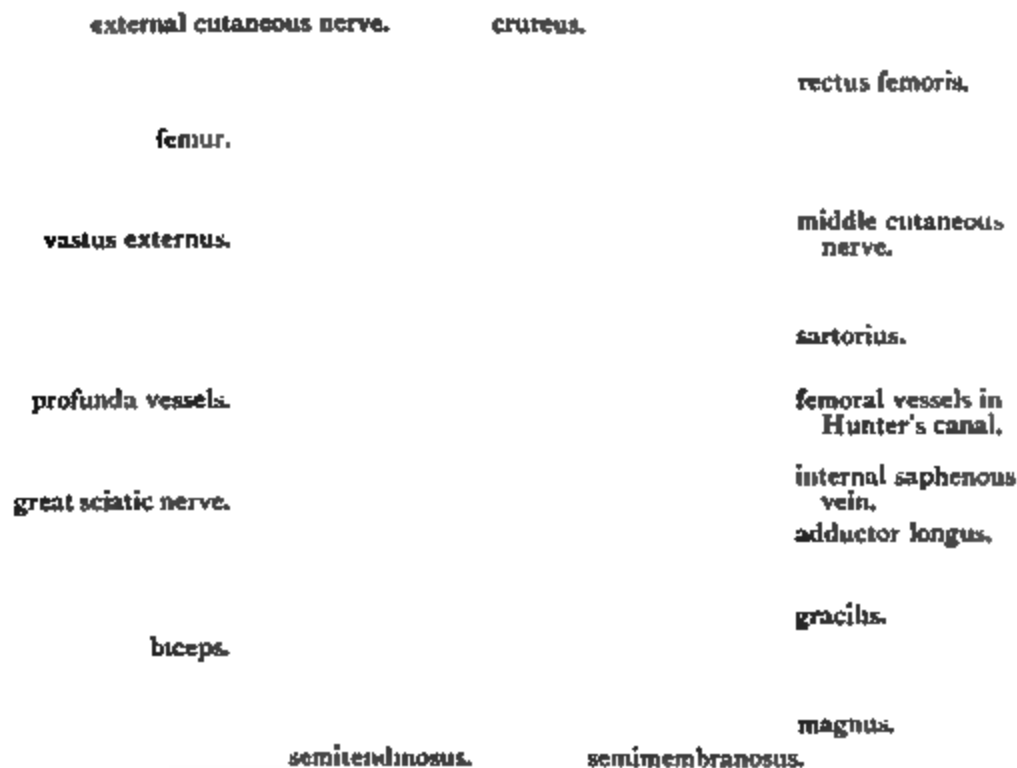 external cutaneous nerve.
crureus.
rectus femoris.
femur.
middle cutaneous
nerve.
vastus externus.
sartorius.
profunda vessels.
femoral vessels in
Hunter's canal.
internal saphenous
vein.
great sciatic nerve.
adductor longus.
gracilis.
biceps.
magnus.
semitendinosus.
semimembranosus.